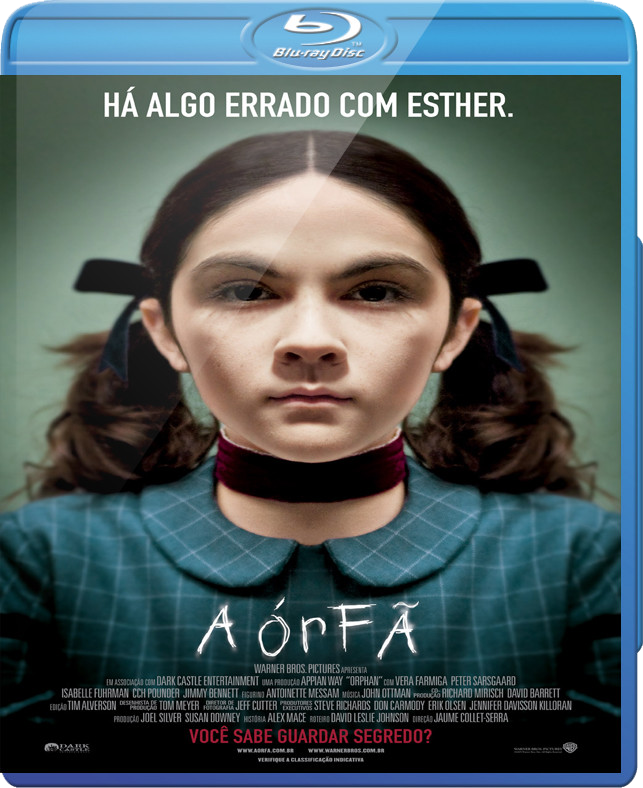 Blu-ray Disc™
HÁ ALGO ERRADO COM ESTHER.
A ÓrFÃ
WARNER BROS. PICTURES APRESENTA
EM ASSOCIAÇÃO COM DARK CASTLE ENTERTAINMENT UMA PRODUÇÃO APPIAN WAY "ORPHAN" COM VERA FARMIGA PETER SARSGAARD
ISABELLE FUHRMAN CCH POUNDER JIMMY BENNETT FIGURINO ANTOINETTE MESSAM MÚSICA JOHN OTTMAN CO-PRODUÇÃO RICHARD MIRISCH DAVID BARRETT
EDIÇÃO TIM ALVERSON DESENHISTA DE PRODUÇÃO TOM MEYER DIRETOR DE FOTOGRAFIA JEFF CUTTER PRODUTORES EXECUTIVOS STEVE RICHARDS DON CARMODY ERIK OLSEN JENNIFER DAVISSON KILLORAN
PRODUÇÃO JOEL SILVER SUSAN DOWNEY HISTÓRIA ALEX MACE ROTEIRO DAVID LESLIE JOHNSON DIREÇÃO JAUME COLLET-SERRA
VOCÊ SABE GUARDAR SEGREDO?
DARK CASTLE
WWW.AORFA.COM.BR WWW.WARNERBROS.COM.BR
WARNER BROS. PICTURES
VERIFIQUE A CLASSIFICAÇÃO INDICATIVA